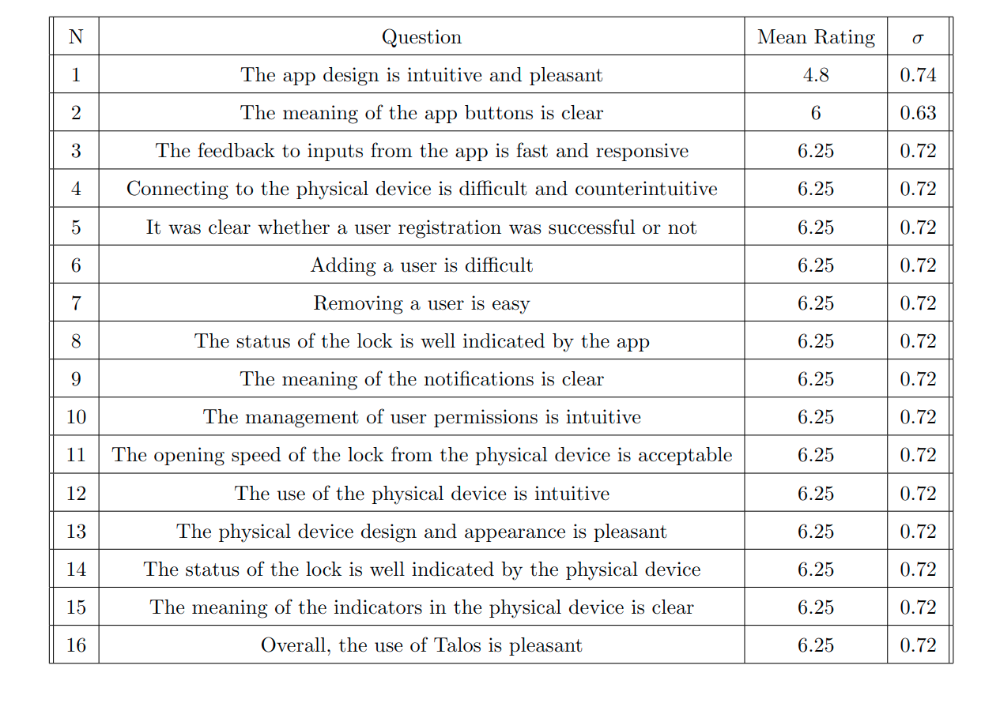 N Question Mean Rating σ
1 The app design is intuitive and pleasant 4.8 0.74
2 The meaning of the app buttons is clear 6 0.63
3 The feedback to inputs from the app is fast and responsive 6.25 0.72
4 Connecting to the physical device is difficult and counterintuitive 6.25 0.72
5 It was clear whether a user registration was successful or not 6.25 0.72
6 Adding a user is difficult 6.25 0.72
7 Removing a user is easy 6.25 0.72
8 The status of the lock is well indicated by the app 6.25 0.72
9 The meaning of the notifications is clear 6.25 0.72
10 The management of user permissions is intuitive 6.25 0.72
11 The opening speed of the lock from the physical device is acceptable 6.25 0.72
12 The use of the physical device is intuitive 6.25 0.72
13 The physical device design and appearance is pleasant 6.25 0.72
14 The status of the lock is well indicated by the physical device 6.25 0.72
15 The meaning of the indicators in the physical device is clear 6.25 0.72
16 Overall, the use of Talos is pleasant 6.25 0.72